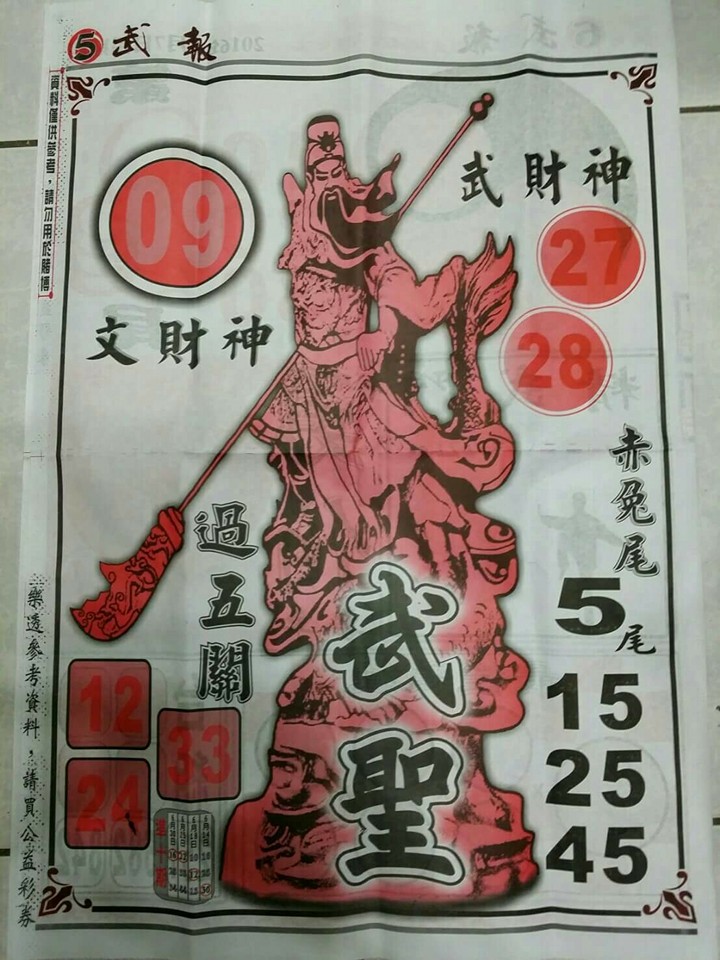 5 武報
資料僅供參考,請勿用於賭博
09
文財神
武財神
27
28
赤兔尾
5尾
15
25
45
過五關
武聖
12
33
24
樂透參考資料,請買公益彩券